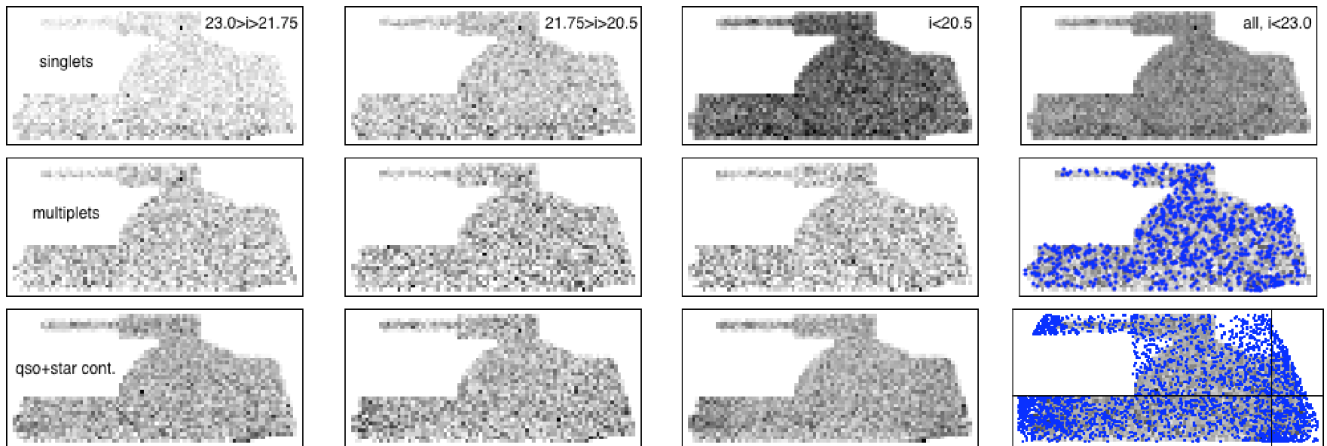 23.0>i>21.75
21.75>i>20.5
i<20.5
all, i<23.0
singlets
multiplets
qso+star cont.